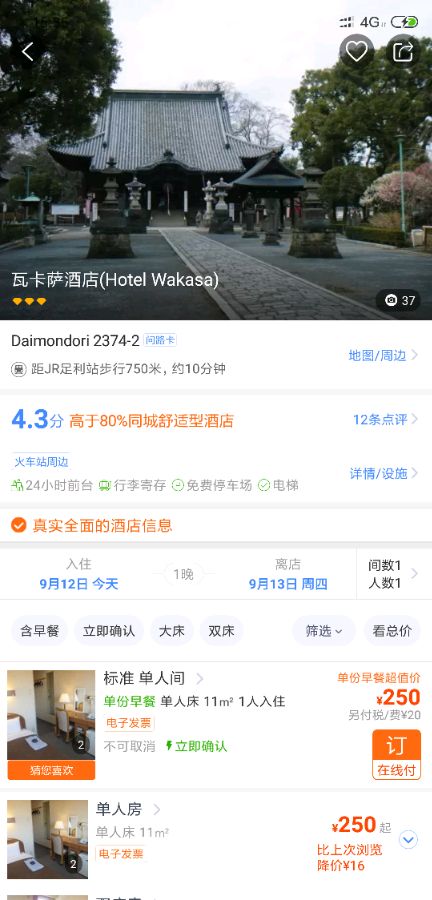 4G
瓦卡萨酒店(Hotel Wakasa)
37
Daimondori 2374-2 问路卡
地图/周边
距JR足利站步行750米，约10分钟
4.3分 高于80%同城舒适型酒店
12条点评
火车站周边
24小时前台 行李寄存 免费停车场 电梯
详情/设施
真实全面的酒店信息
入住
9月12日 今天
1晚
离店
9月13日 周四
间数1
人数1
含早餐 立即确认 大床 双床 筛选 看总价
标准 单人间
单份早餐超值价
单份早餐 单人床 11m² 1人入住
¥250
另付税/费¥20
电子发票
不可取消 立即确认
订
在线付
2
猜您喜欢
单人房
单人床 11m²
电子发票
¥250起
比上次浏览
降价¥16
2